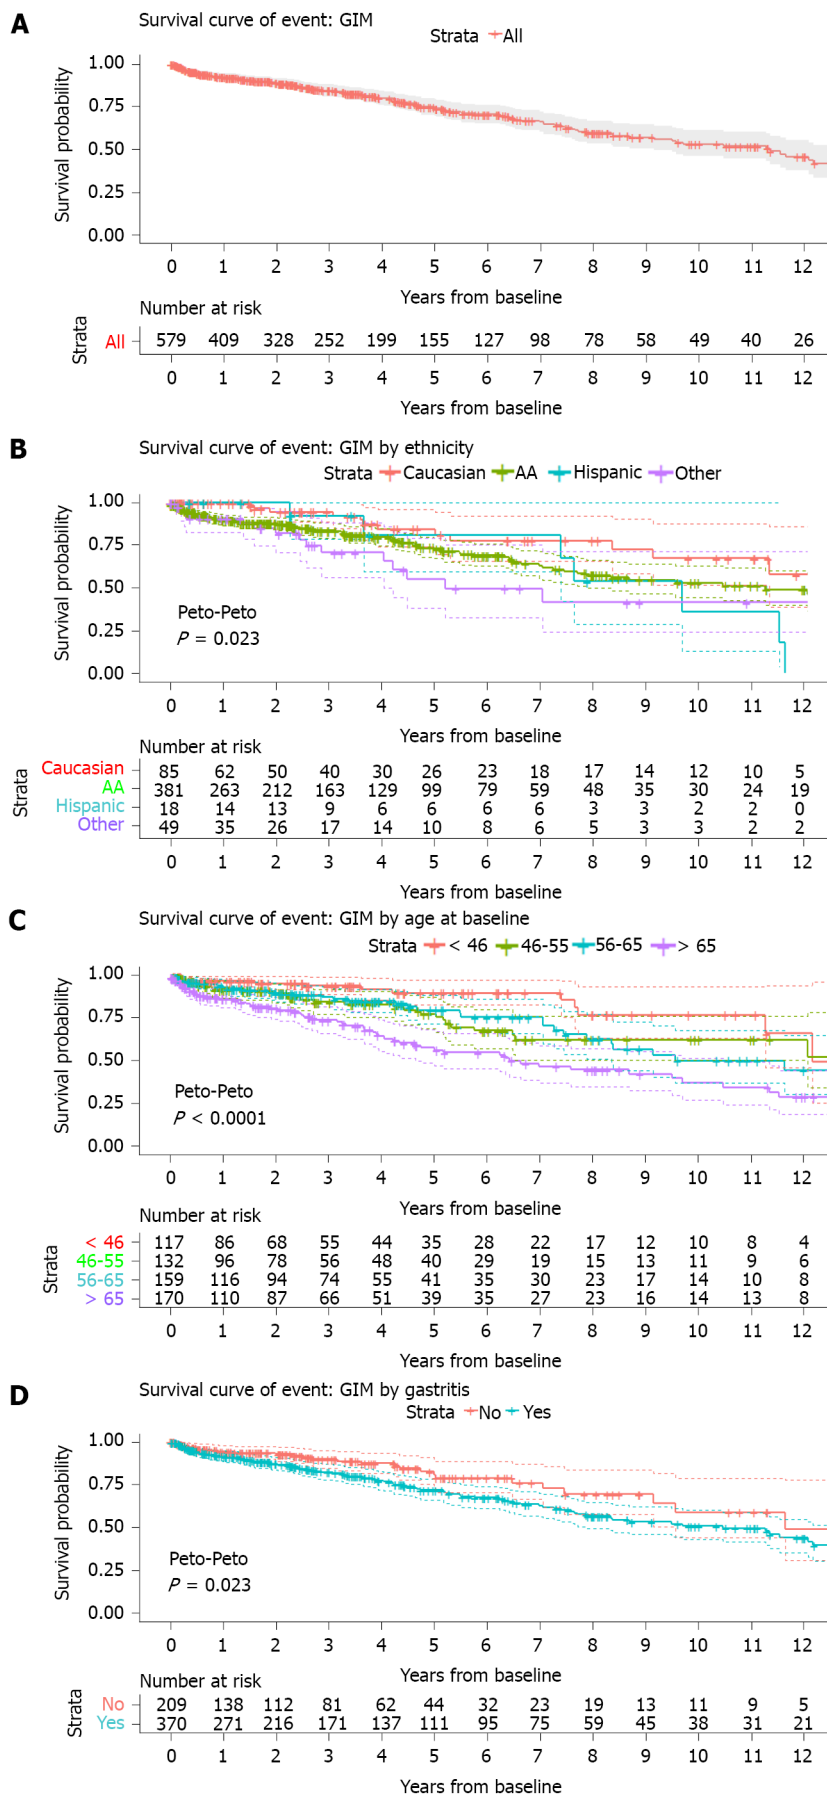 A
Survival curve of event: GIM
Strata All
Survival probability
1.00
0.75
0.50
0.25
0.00
0 1 2 3 4 5 6 7 8 9 10 11 12
Years from baseline
Number at risk
Strata
All 579 409 328 252 199 155 127 98 78 58 49 40 26
0 1 2 3 4 5 6 7 8 9 10 11 12
Years from baseline
B
Survival curve of event: GIM by ethnicity
Strata Caucasian AA Hispanic Other
Survival probability
1.00
0.75
0.50
0.25
0.00
Peto-Peto
P = 0.023
0 1 2 3 4 5 6 7 8 9 10 11 12
Years from baseline
Number at risk
Strata
Caucasian 85 62 50 40 30 26 23 18 17 14 12 10 5
AA 381 263 212 163 129 99 79 59 48 35 30 24 19
Hispanic 18 14 13 9 6 6 6 6 3 3 2 2 0
Other 49 35 26 17 14 10 8 6 5 3 3 2 2
0 1 2 3 4 5 6 7 8 9 10 11 12
Years from baseline
C
Survival curve of event: GIM by age at baseline
Strata < 46 46-55 56-65 > 65
Survival probability
1.00
0.75
0.50
0.25
0.00
Peto-Peto
P < 0.0001
0 1 2 3 4 5 6 7 8 9 10 11 12
Years from baseline
Number at risk
Strata
< 46 117 86 68 55 44 35 28 22 17 12 10 8 4
46-55 132 96 78 56 48 40 29 19 15 13 11 9 6
56-65 159 116 94 74 55 41 35 30 23 17 14 10 8
> 65 170 110 87 66 51 39 35 27 23 16 14 13 8
0 1 2 3 4 5 6 7 8 9 10 11 12
Years from baseline
D
Survival curve of event: GIM by gastritis
Strata No Yes
Survival probability
1.00
0.75
0.50
0.25
0.00
Peto-Peto
P = 0.023
0 1 2 3 4 5 6 7 8 9 10 11 12
Years from baseline
Number at risk
Strata
No 209 138 112 81 62 44 32 23 19 13 11 9 5
Yes 370 271 216 171 137 111 95 75 59 45 38 31 21
0 1 2 3 4 5 6 7 8 9 10 11 12
Years from baseline